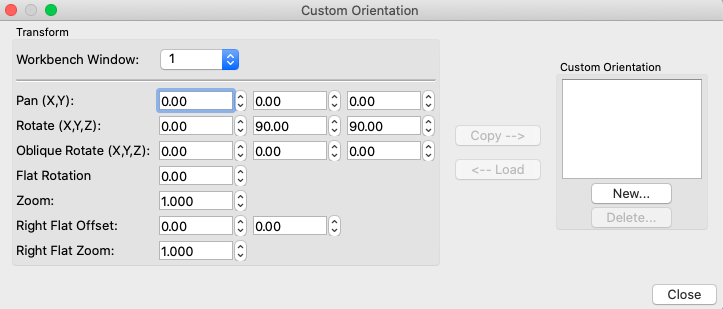 Custom Orientation
Transform
Workbench Window: 1
Pan (X,Y): 0.00 0.00 0.00
Rotate (X,Y,Z): 0.00 90.00 90.00
Oblique Rotate (X,Y,Z): 0.00 0.00 0.00
Flat Rotation 0.00
Zoom: 1.000
Right Flat Offset: 0.00 0.00
Right Flat Zoom: 1.000
Copy -->
<-- Load
Custom Orientation
New...
Delete...
Close